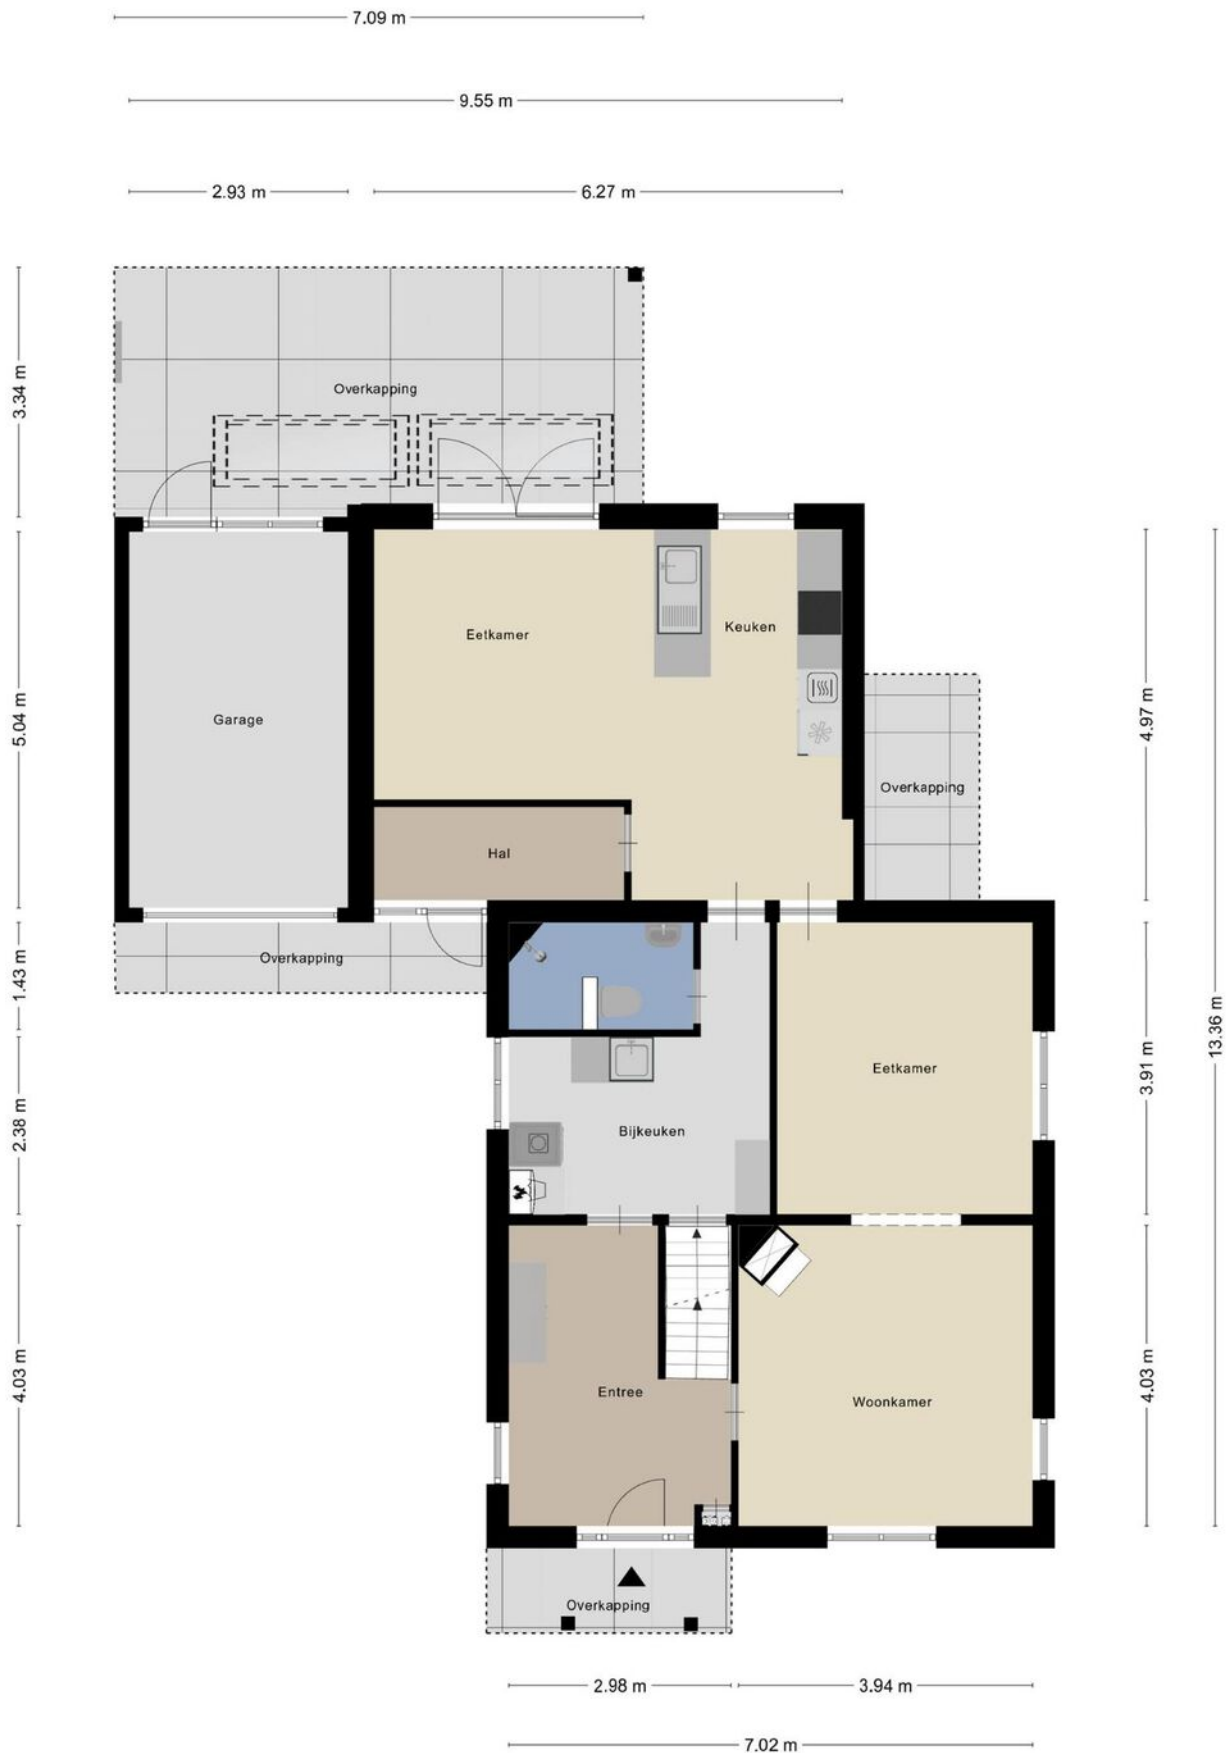 7.09 m
9.55 m
2.93 m
6.27 m
3.34 m
Overkapping
Eetkamer
Keuken
Garage
5.04 m
4.97 m
Overkapping
Hal
Overkapping
1.43 m
13.36 m
Eetkamer
3.91 m
2.38 m
Bijkeuken
4.03 m
Entree
Woonkamer
4.03 m
Overkapping
2.98 m
3.94 m
7.02 m